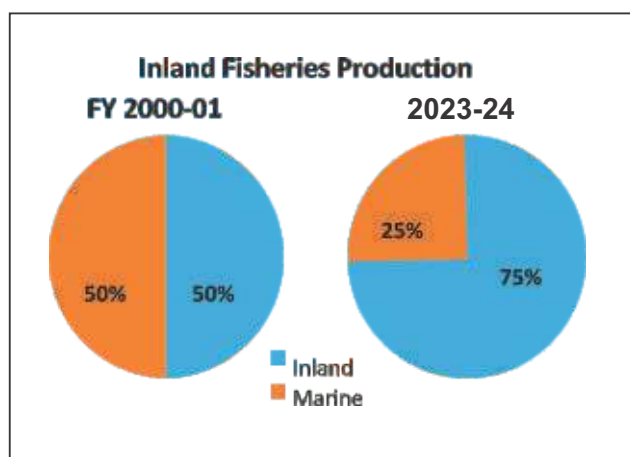 Inland Fisheries Production
FY 2000-01
2023-24
50%
50%
25%
75%
Inland
Marine